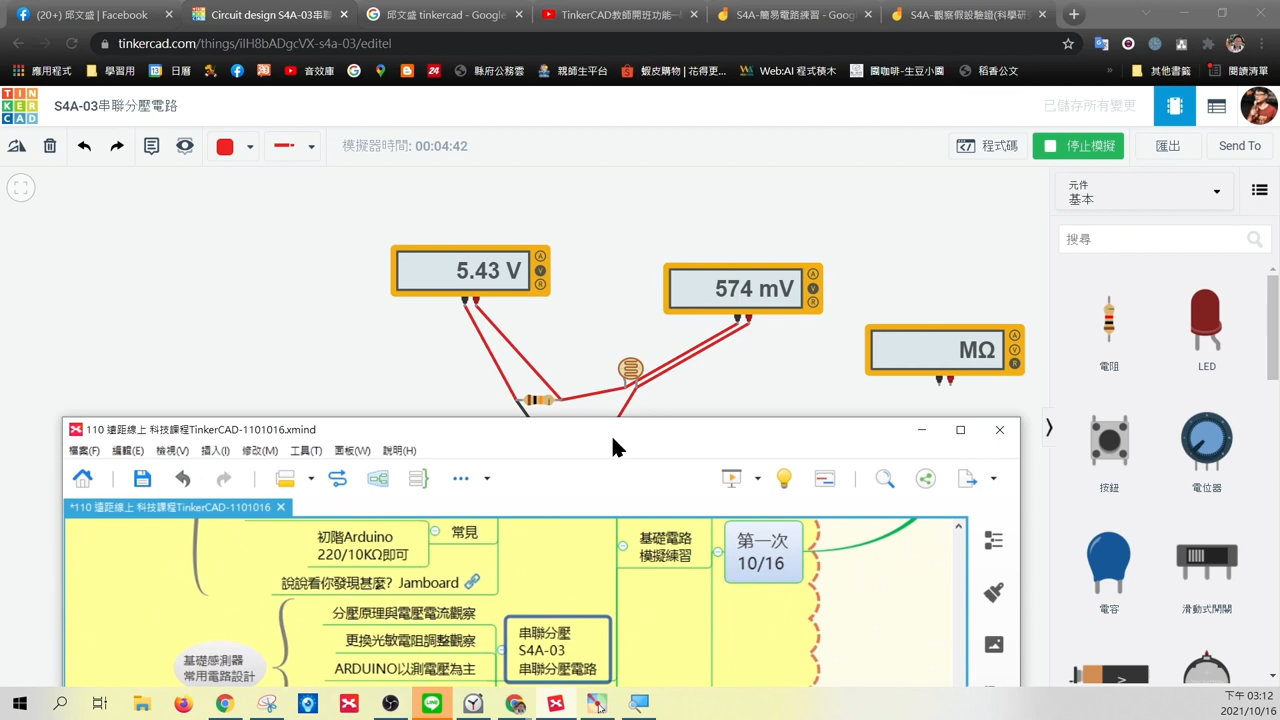 (20+) 邱文盛 | Facebook
Circuit design S4A-03串聯
邱文盛 tinkercad - Google
TinkerCAD教師開班功能一
S4A-簡易電路練習 - Google
S4A-觀察假設驗證(科學研
tinkercad.com/things/ilH8bADgcVX-s4a-03/editel
應用程式
學習用
日曆
音效庫
縣府公雲
親師生平台
蝦皮購物 | 花得更...
Web:AI 程式積木
國咖啡-生豆小圈
稻香公文
»
其他書籤
閱讀清單
TINKERCAD
S4A-03串聯分壓電路
已儲存所有變更
模擬器時間: 00:04:42
程式碼
停止模擬
匯出
Send To
元件
基本
搜尋
5.43 V
A
V
R
574 mV
A
V
R
MΩ
A
V
R
電阻
LED
按鈕
電位器
電容
滑動式開關
110 遠距線上 科技課程TinkerCAD-1101016.xmind
檔案(F)
編輯(E)
檢視(V)
插入(I)
修改(M)
工具(T)
面板(W)
說明(H)
*110 遠距線上 科技課程TinkerCAD-1101016
初階Arduino
220/10KΩ即可
常見
說說看你發現甚麼? Jamboard
基礎電路
模擬練習
第一次
10/16
分壓原理與電壓電流觀察
更換光敏電阻調整觀察
ARDUINO以測電壓為主
串聯分壓
S4A-03
串聯分壓電路
基礎感測器
常用電路設計
下午 03:12
2021/10/16